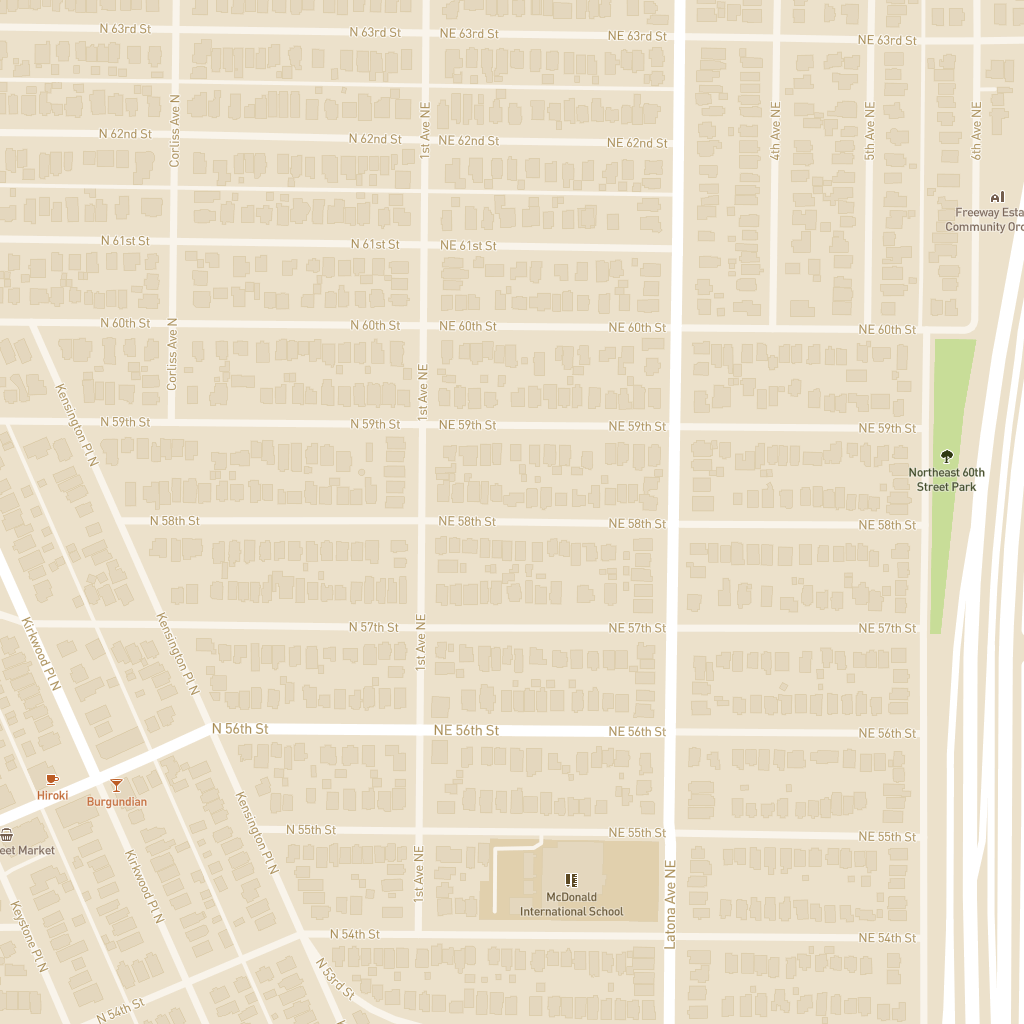 N 63rd St
N 63rd St
NE 63rd St
NE 63rd St
NE 63rd St
Corliss Ave N
1st Ave NE
4th Ave NE
5th Ave NE
6th Ave NE
N 62nd St
N 62nd St
NE 62nd St
NE 62nd St
Freeway Esta
Community Orc
N 61st St
N 61st St
NE 61st St
N 60th St
N 60th St
NE 60th St
NE 60th St
NE 60th St
Corliss Ave N
1st Ave NE
Kensington Pl N
N 59th St
N 59th St
NE 59th St
NE 59th St
NE 59th St
Northeast 60th
Street Park
N 58th St
NE 58th St
NE 58th St
NE 58th St
Kirkwood Pl N
Kensington Pl N
1st Ave NE
N 57th St
NE 57th St
NE 57th St
N 56th St
NE 56th St
NE 56th St
NE 56th St
Hiroki
Burgundian
Kensington Pl N
N 55th St
NE 55th St
NE 55th St
eet Market
Kirkwood Pl N
1st Ave NE
Latona Ave NE
McDonald
International School
Keystone Pl N
N 54th St
NE 54th St
N 53rd St
N 54th St